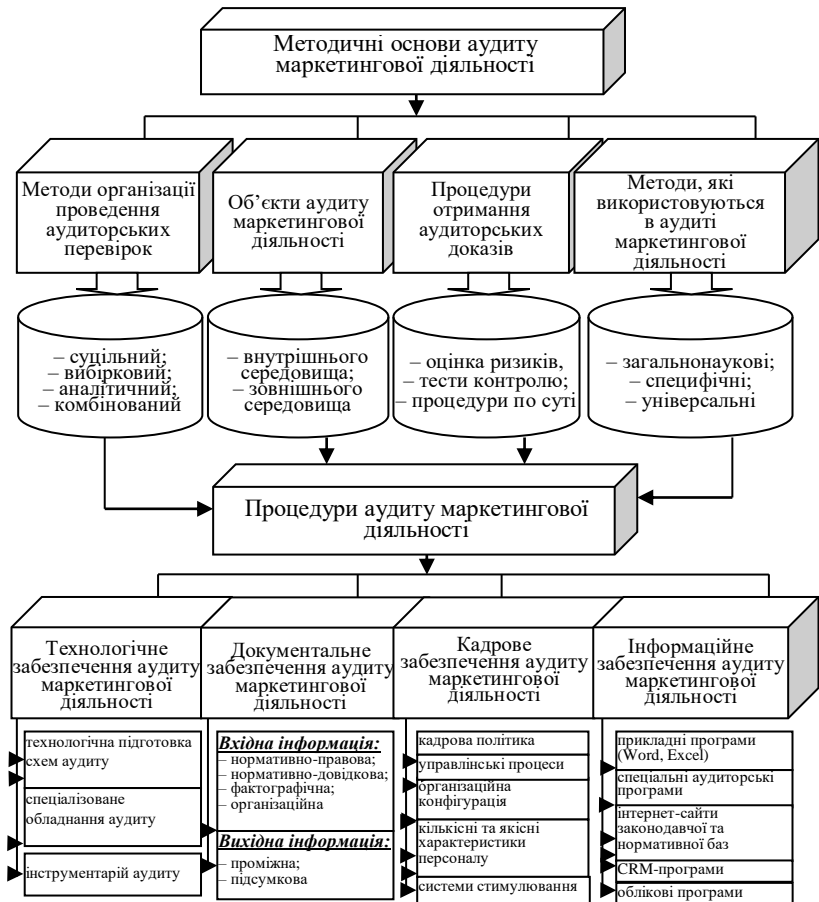 Методичні основи аудиту
маркетингової діяльності
Методи організації
проведення
аудиторських
перевірок
Об’єкти аудиту
маркетингової
діяльності
Процедури
отримання
аудиторських
доказів
Методи, які
використовуються
в аудиті
маркетингової
діяльності
– суцільний;
– вибірковий;
– аналітичний;
– комбінований
– внутрішнього
середовища;
– зовнішнього
середовища
– оцінка ризиків,
– тести контролю;
– процедури по суті
– загальнонаукові;
– специфічні;
– універсальні
Процедури аудиту маркетингової
діяльності
Технологічне
забезпечення аудиту
маркетингової
діяльності
Документальне
забезпечення аудиту
маркетингової
діяльності
Кадрове
забезпечення аудиту
маркетингової
діяльності
Інформаційне
забезпечення аудиту
маркетингової
діяльності
технологічна підготовка
схем аудиту
спеціалізоване
обладнання аудиту
інструментарій аудиту
Вхідна інформація:
– нормативно-правова;
– нормативно-довідкова;
– фактографічна;
– організаційна
Вихідна інформація:
– проміжна;
– підсумкова
кадрова політика
управлінські процеси
організаційна
конфігурація
кількісні та якісні
характеристики
персоналу
системи стимулювання
прикладні програми
(Word, Excel)
спеціальні аудиторські
програми
інтернет-сайти
законодавчої та
нормативної баз
CRM-програми
облікові програми